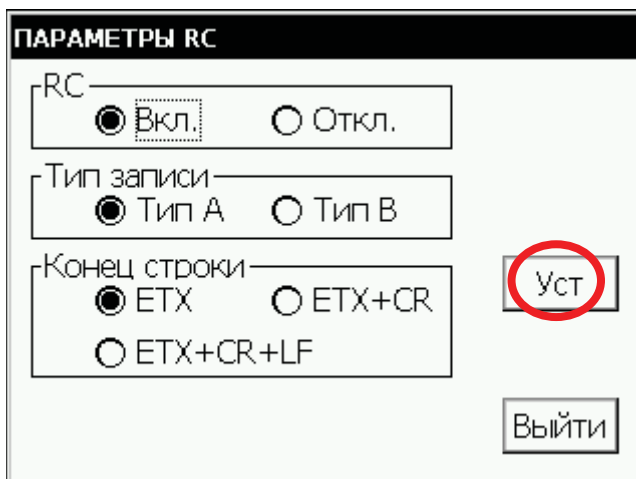 ПАРАМЕТРЫ RC
RC
Вкл. Откл.
Тип записи
Тип A Тип B
Конец строки
ETX ETX+CR
ETX+CR+LF
Уст
Выйти